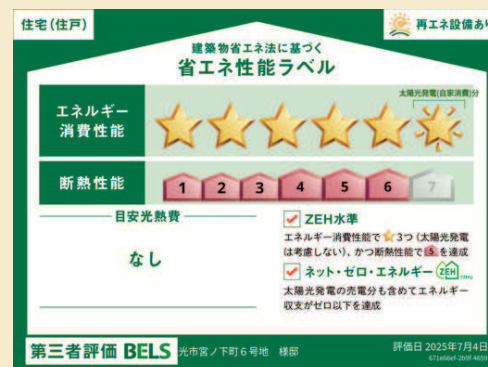 住宅(住戸)
再エネ設備あり
建築物省エネ法に基づく
省エネ性能ラベル
太陽光発電(自家消費)分
エネルギー
消費性能
断熱性能
1 2 3 4 5 6 7
目安光熱費
なし
ZEH水準
エネルギー消費性能で★3つ(太陽光発電
は考慮しない)、かつ断熱性能で5を達成
ネット・ゼロ・エネルギー ZEH
太陽光発電の売電分も含めてエネルギー
収支がゼロ以下を達成
第三者評価 BELS 光市宮ノ下町6号地 様邸
評価日 2025年7月4日